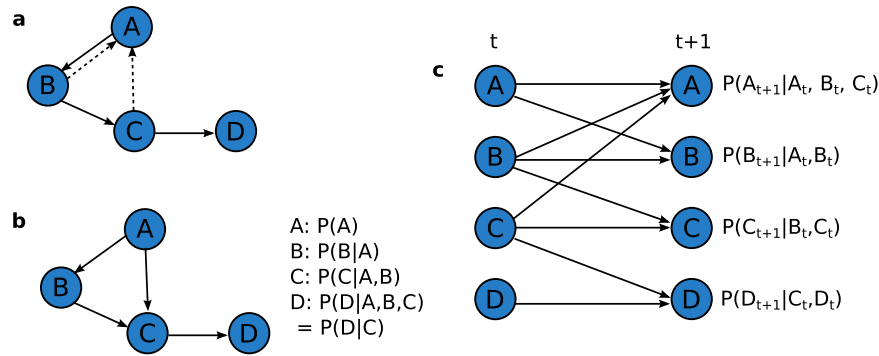 a
A
B
C
D
b
A
B
C
D
A: P(A)
B: P(B|A)
C: P(C|A,B)
D: P(D|A,B,C)
= P(D|C)
c
t
t+1
A
A
P(Aₜ₊₁|Aₜ, Bₜ, Cₜ)
B
B
P(Bₜ₊₁|Aₜ,Bₜ)
C
C
P(Cₜ₊₁|Bₜ,Cₜ)
D
D
P(Dₜ₊₁|Cₜ,Dₜ)